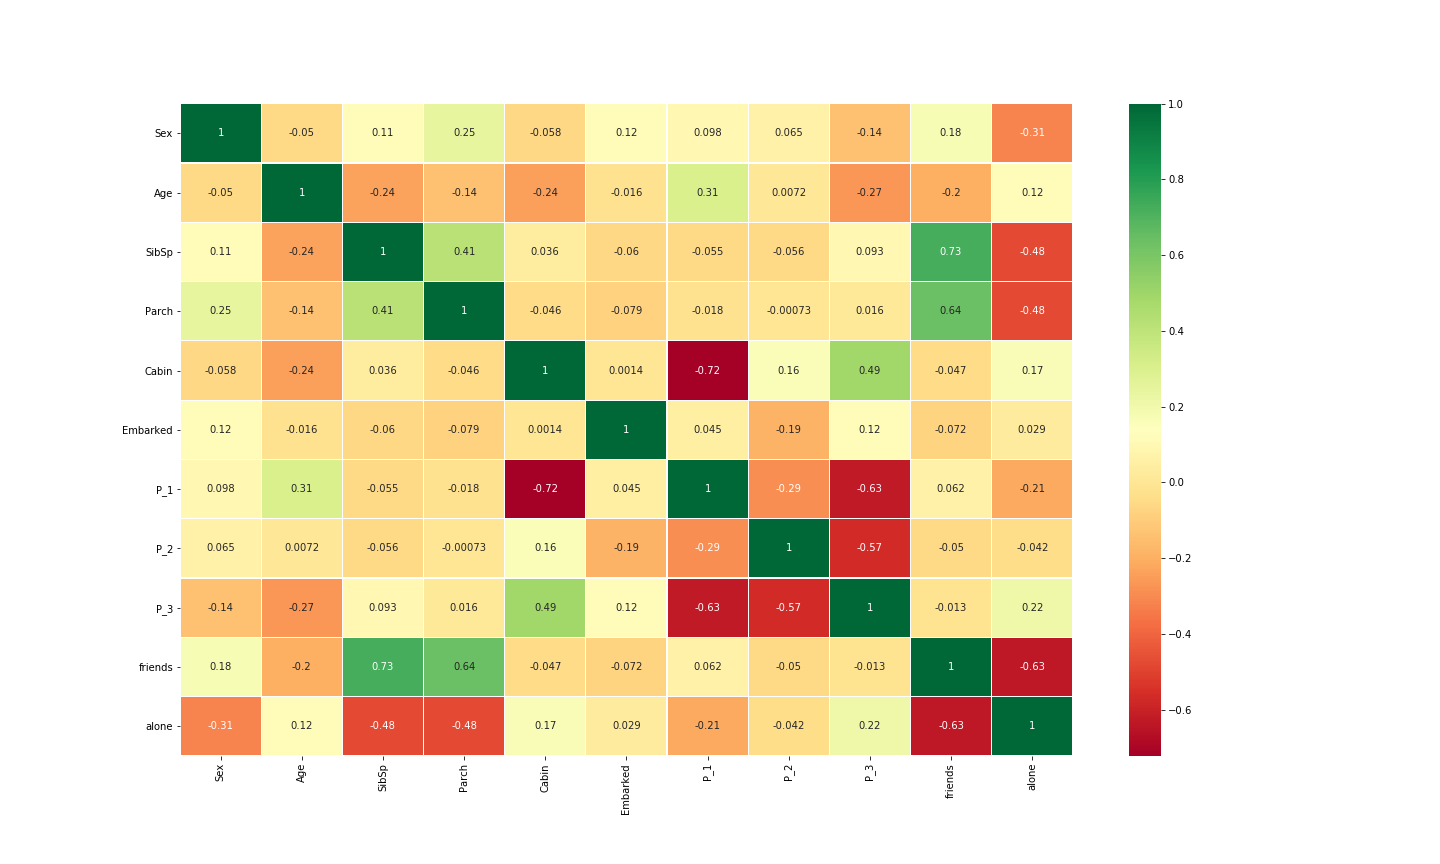 Sex 1 -0.05 0.11 0.25 -0.058 0.12 0.098 0.065 -0.14 0.18 -0.31
Age -0.05 1 -0.24 -0.14 -0.24 -0.016 0.31 0.0072 -0.27 -0.2 0.12
SibSp 0.11 -0.24 1 0.41 0.036 -0.06 -0.055 -0.056 0.093 0.73 -0.48
Parch 0.25 -0.14 0.41 1 -0.046 -0.079 -0.018 -0.00073 0.016 0.64 -0.48
Cabin -0.058 -0.24 0.036 -0.046 1 0.0014 -0.72 0.16 0.49 -0.047 0.17
Embarked 0.12 -0.016 -0.06 -0.079 0.0014 1 0.045 -0.19 0.12 -0.072 0.029
P_1 0.098 0.31 -0.055 -0.018 -0.72 0.045 1 -0.29 -0.63 0.062 -0.21
P_2 0.065 0.0072 -0.056 -0.00073 0.16 -0.19 -0.29 1 -0.57 -0.05 -0.042
P_3 -0.14 -0.27 0.093 0.016 0.49 0.12 -0.63 -0.57 1 -0.013 0.22
friends 0.18 -0.2 0.73 0.64 -0.047 -0.072 0.062 -0.05 -0.013 1 -0.63
alone -0.31 0.12 -0.48 -0.48 0.17 0.029 -0.21 -0.042 0.22 -0.63 1
Sex Age SibSp Parch Cabin Embarked P_1 P_2 P_3 friends alone
1.0
0.8
0.6
0.4
0.2
0.0
−0.2
−0.4
−0.6